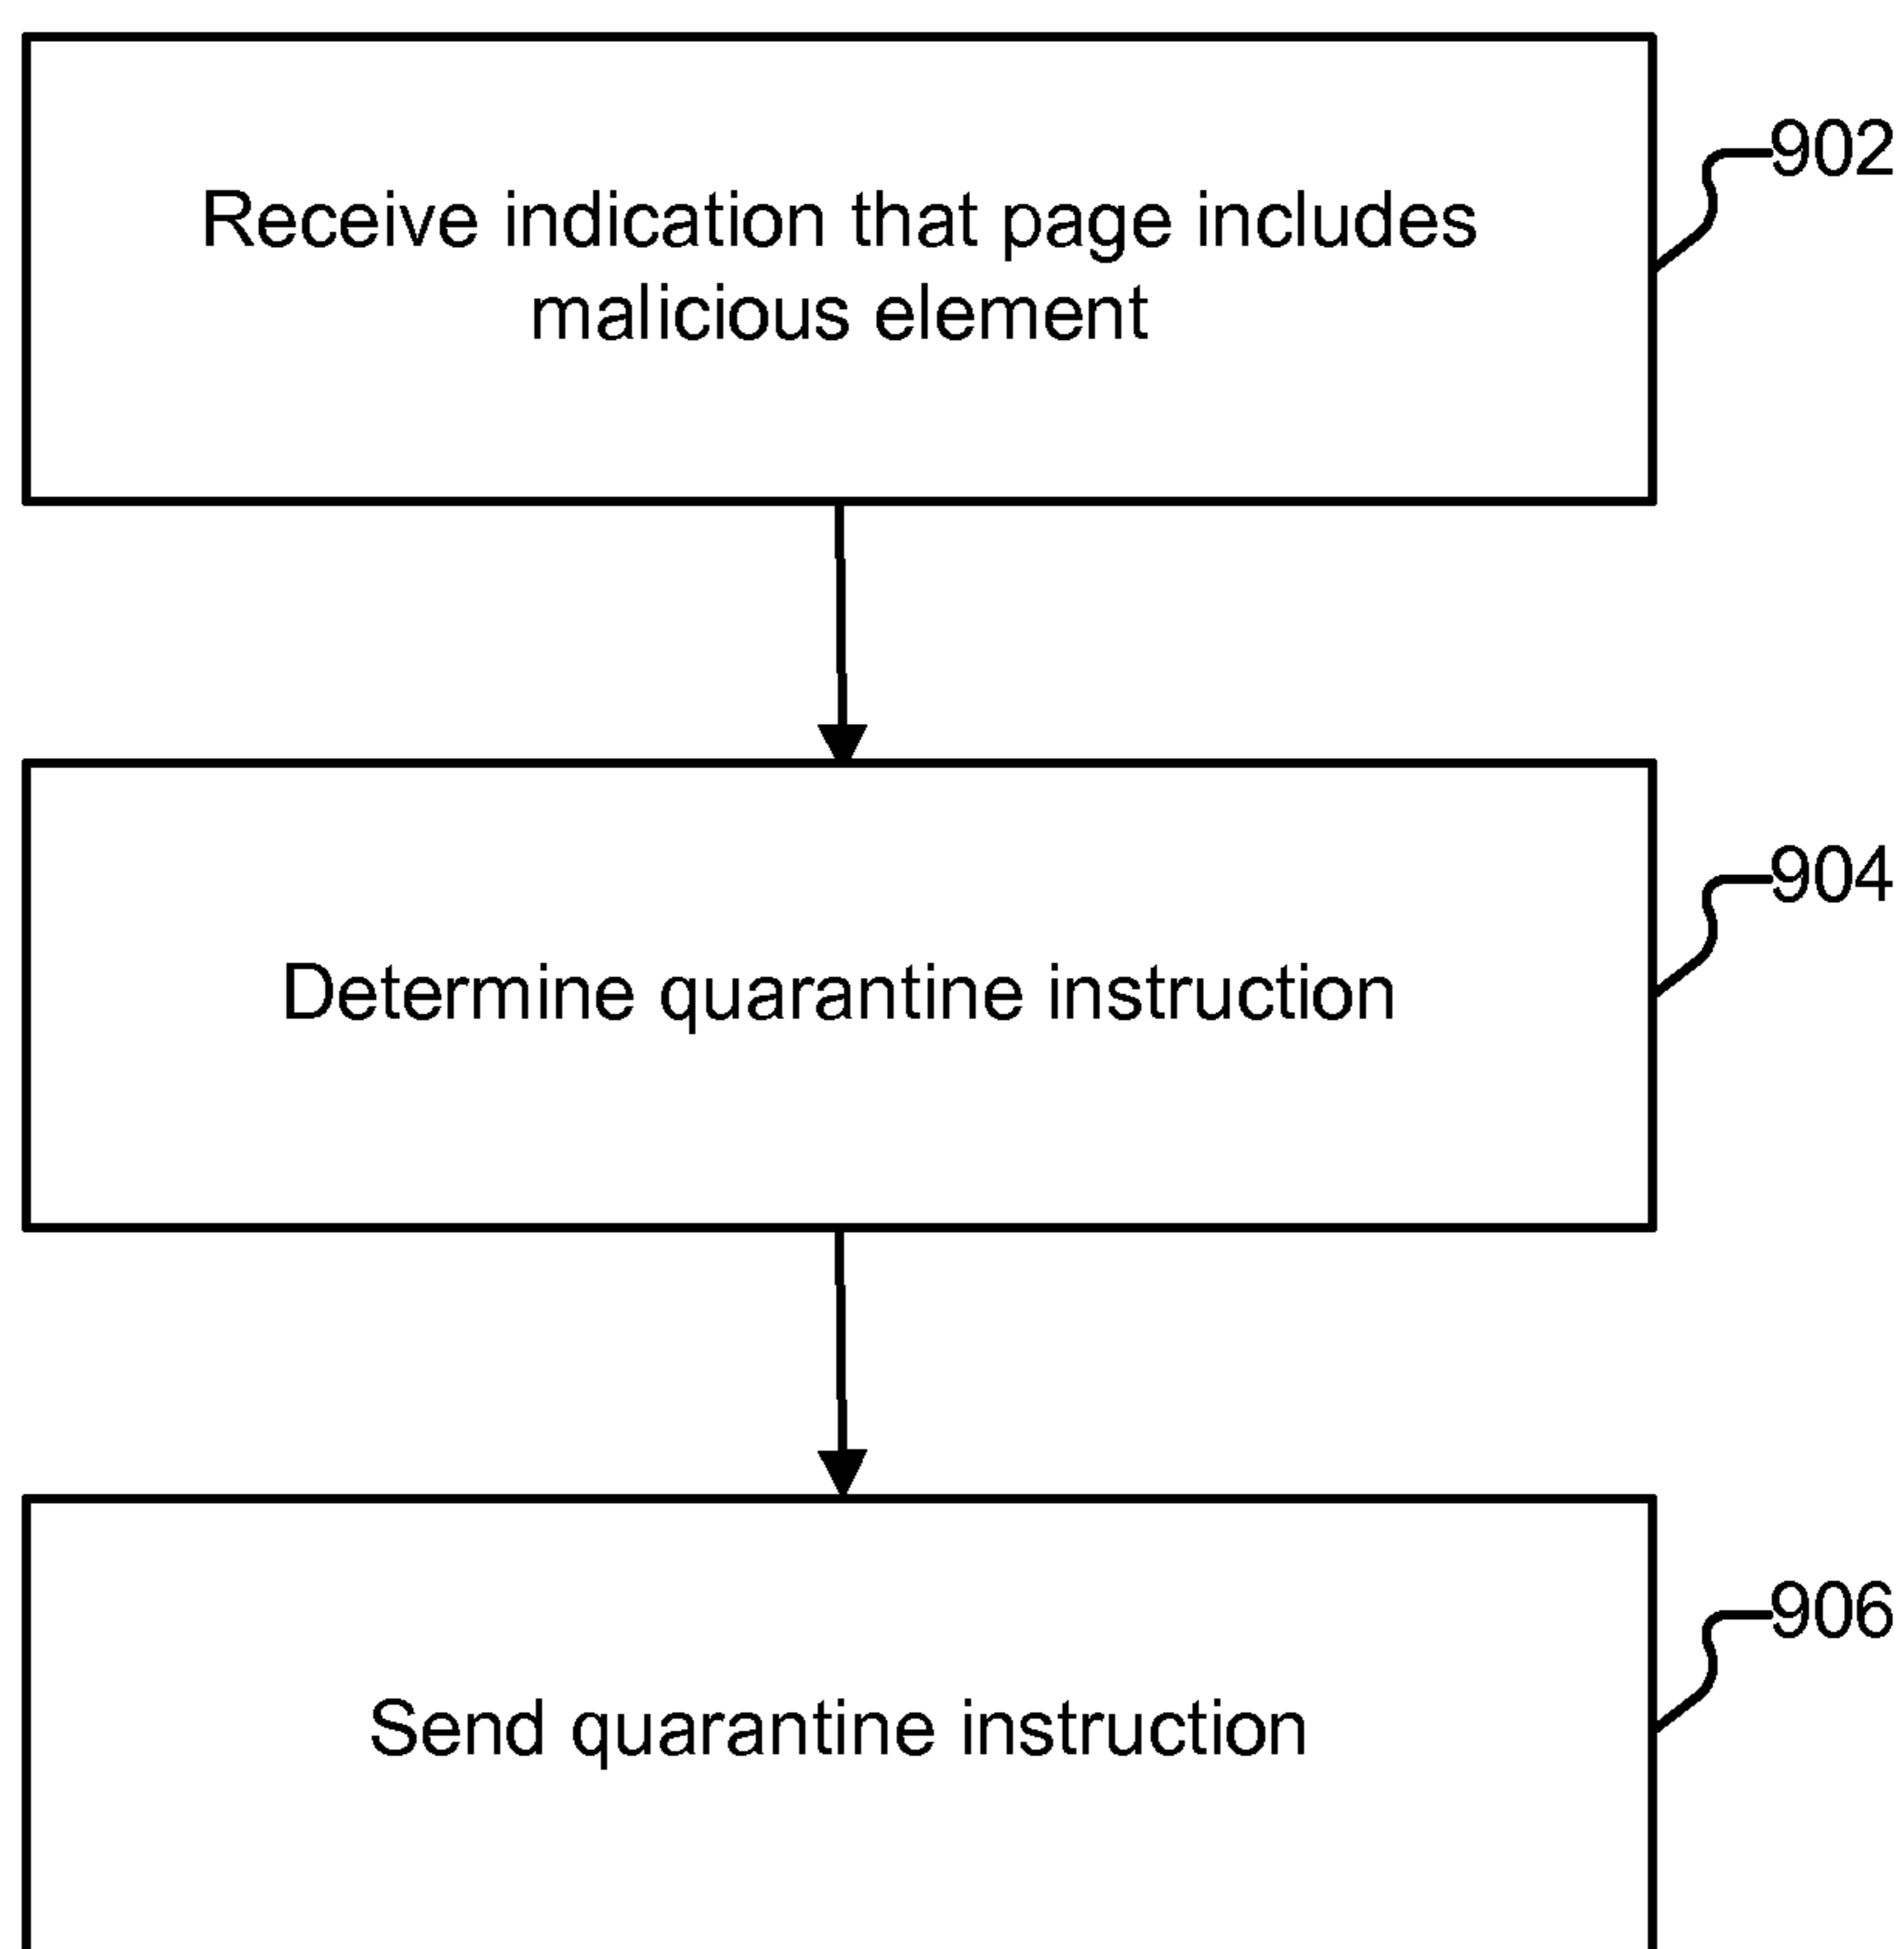 902
Receive indication that page includes
malicious element
904
Determine quarantine instruction
906
Send quarantine instruction